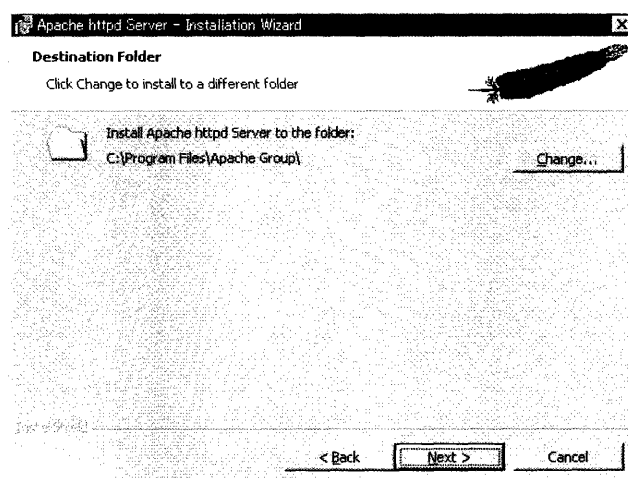 Apache httpd Server - Installation Wizard
Destination Folder
Click Change to install to a different folder
Install Apache httpd Server to the folder:
C:\Program Files\Apache Group\
Change...
InstallShield
< Back
Next >
Cancel